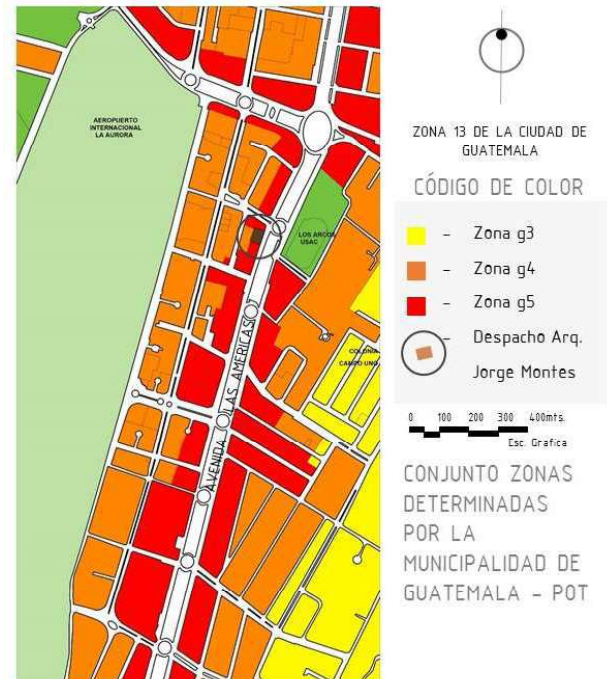 AEROPUERTO
INTERNACIONAL
LA AURORA
LOS ARCOS
USAC
COLONIA
CAMPO UNO
AVENIDA LAS AMERICAS
ZONA 13 DE LA CIUDAD DE
GUATEMALA
CÓDIGO DE COLOR
- Zona g3
- Zona g4
- Zona g5
- Despacho Arq.
Jorge Montes
0 100 200 300 400mts.
Esc. Grafica
CONJUNTO ZONAS
DETERMINADAS
POR LA
MUNICIPALIDAD DE
GUATEMALA - POT